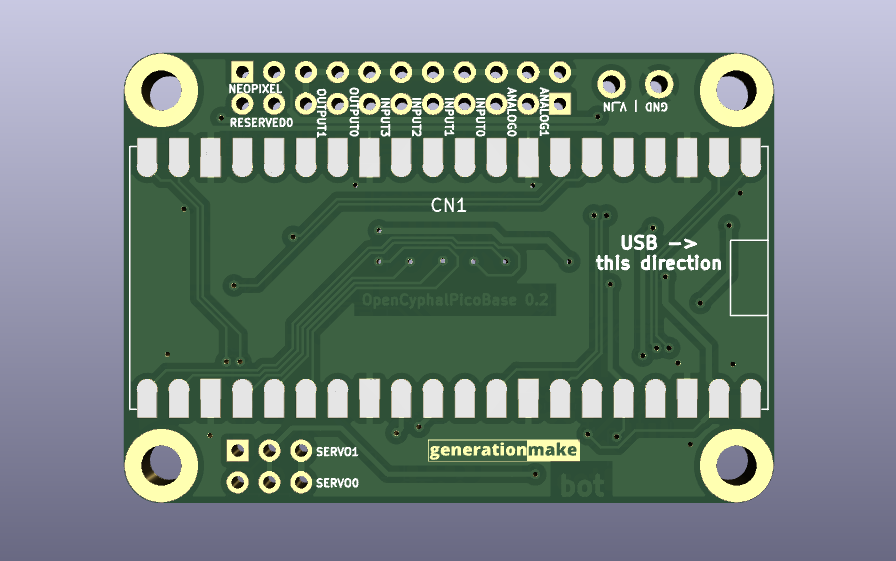 NEOPIXEL
RESERVED0
OUTPUT1
OUTPUT0
INPUT3
INPUT2
INPUT1
INPUT0
ANALOG0
ANALOG1
V_IN | GND
CN1
USB ->
this direction
OpenCyphalPicoBase 0.2
SERVO1
SERVO0
generationmake
bot